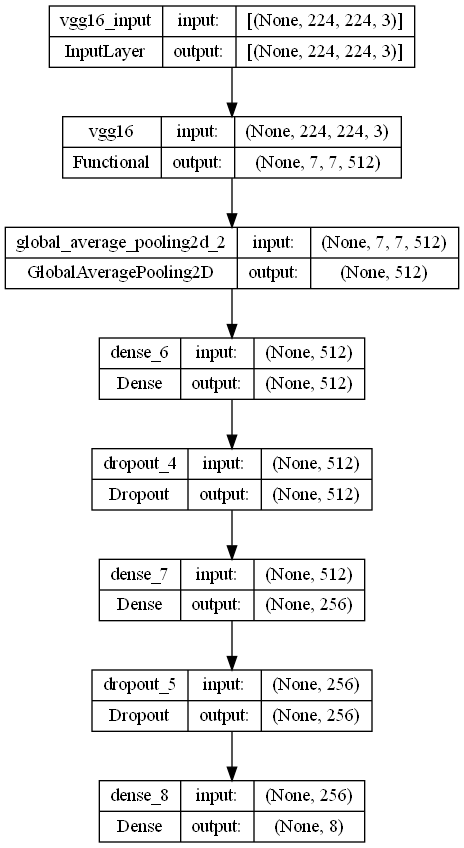 vgg16_input input: [(None, 224, 224, 3)]
InputLayer output: [(None, 224, 224, 3)]
vgg16 input: (None, 224, 224, 3)
Functional output: (None, 7, 7, 512)
global_average_pooling2d_2 input: (None, 7, 7, 512)
GlobalAveragePooling2D output: (None, 512)
dense_6 input: (None, 512)
Dense output: (None, 512)
dropout_4 input: (None, 512)
Dropout output: (None, 512)
dense_7 input: (None, 512)
Dense output: (None, 256)
dropout_5 input: (None, 256)
Dropout output: (None, 256)
dense_8 input: (None, 256)
Dense output: (None, 8)